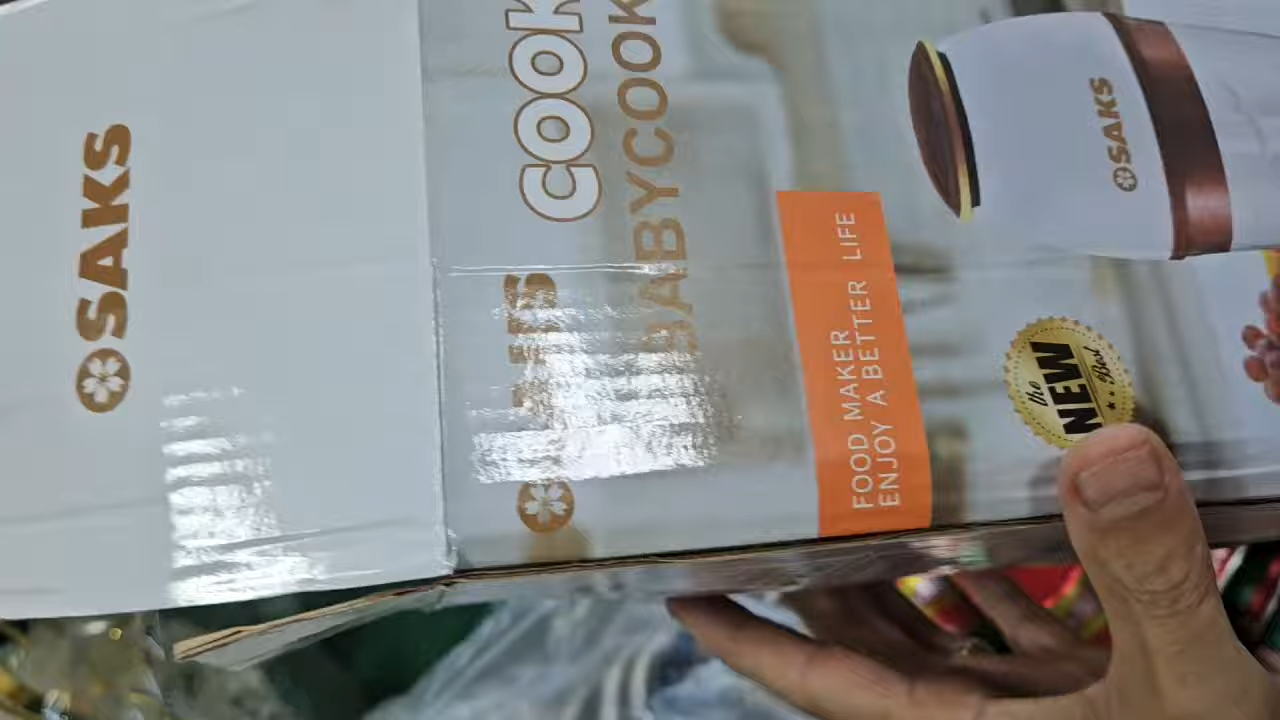 SAKS
COOK
BABYCOOK
FOOD MAKER
ENJOY A BETTER LIFE
SAKS
the
NEW
Best